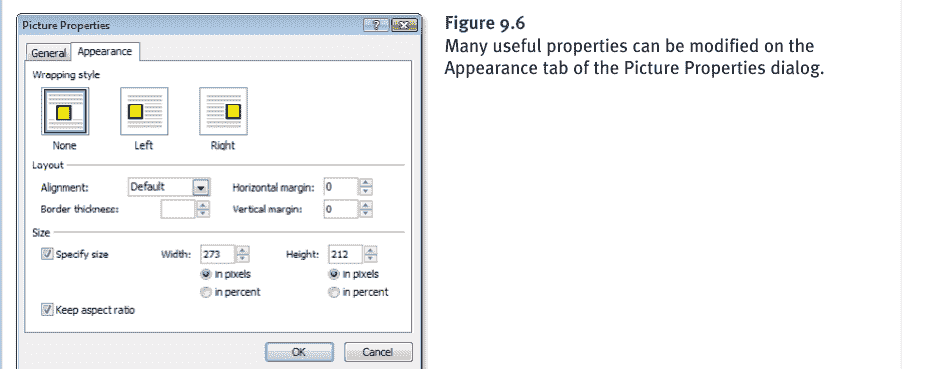 Picture Properties
General Appearance
Wrapping style
None Left Right
Layout
Alignment: Default Horizontal margin: 0
Border thickness: Vertical margin: 0
Size
Specify size Width: 273 Height: 212
in pixels in pixels
in percent in percent
Keep aspect ratio
OK Cancel
Figure 9.6
Many useful properties can be modified on the
Appearance tab of the Picture Properties dialog.